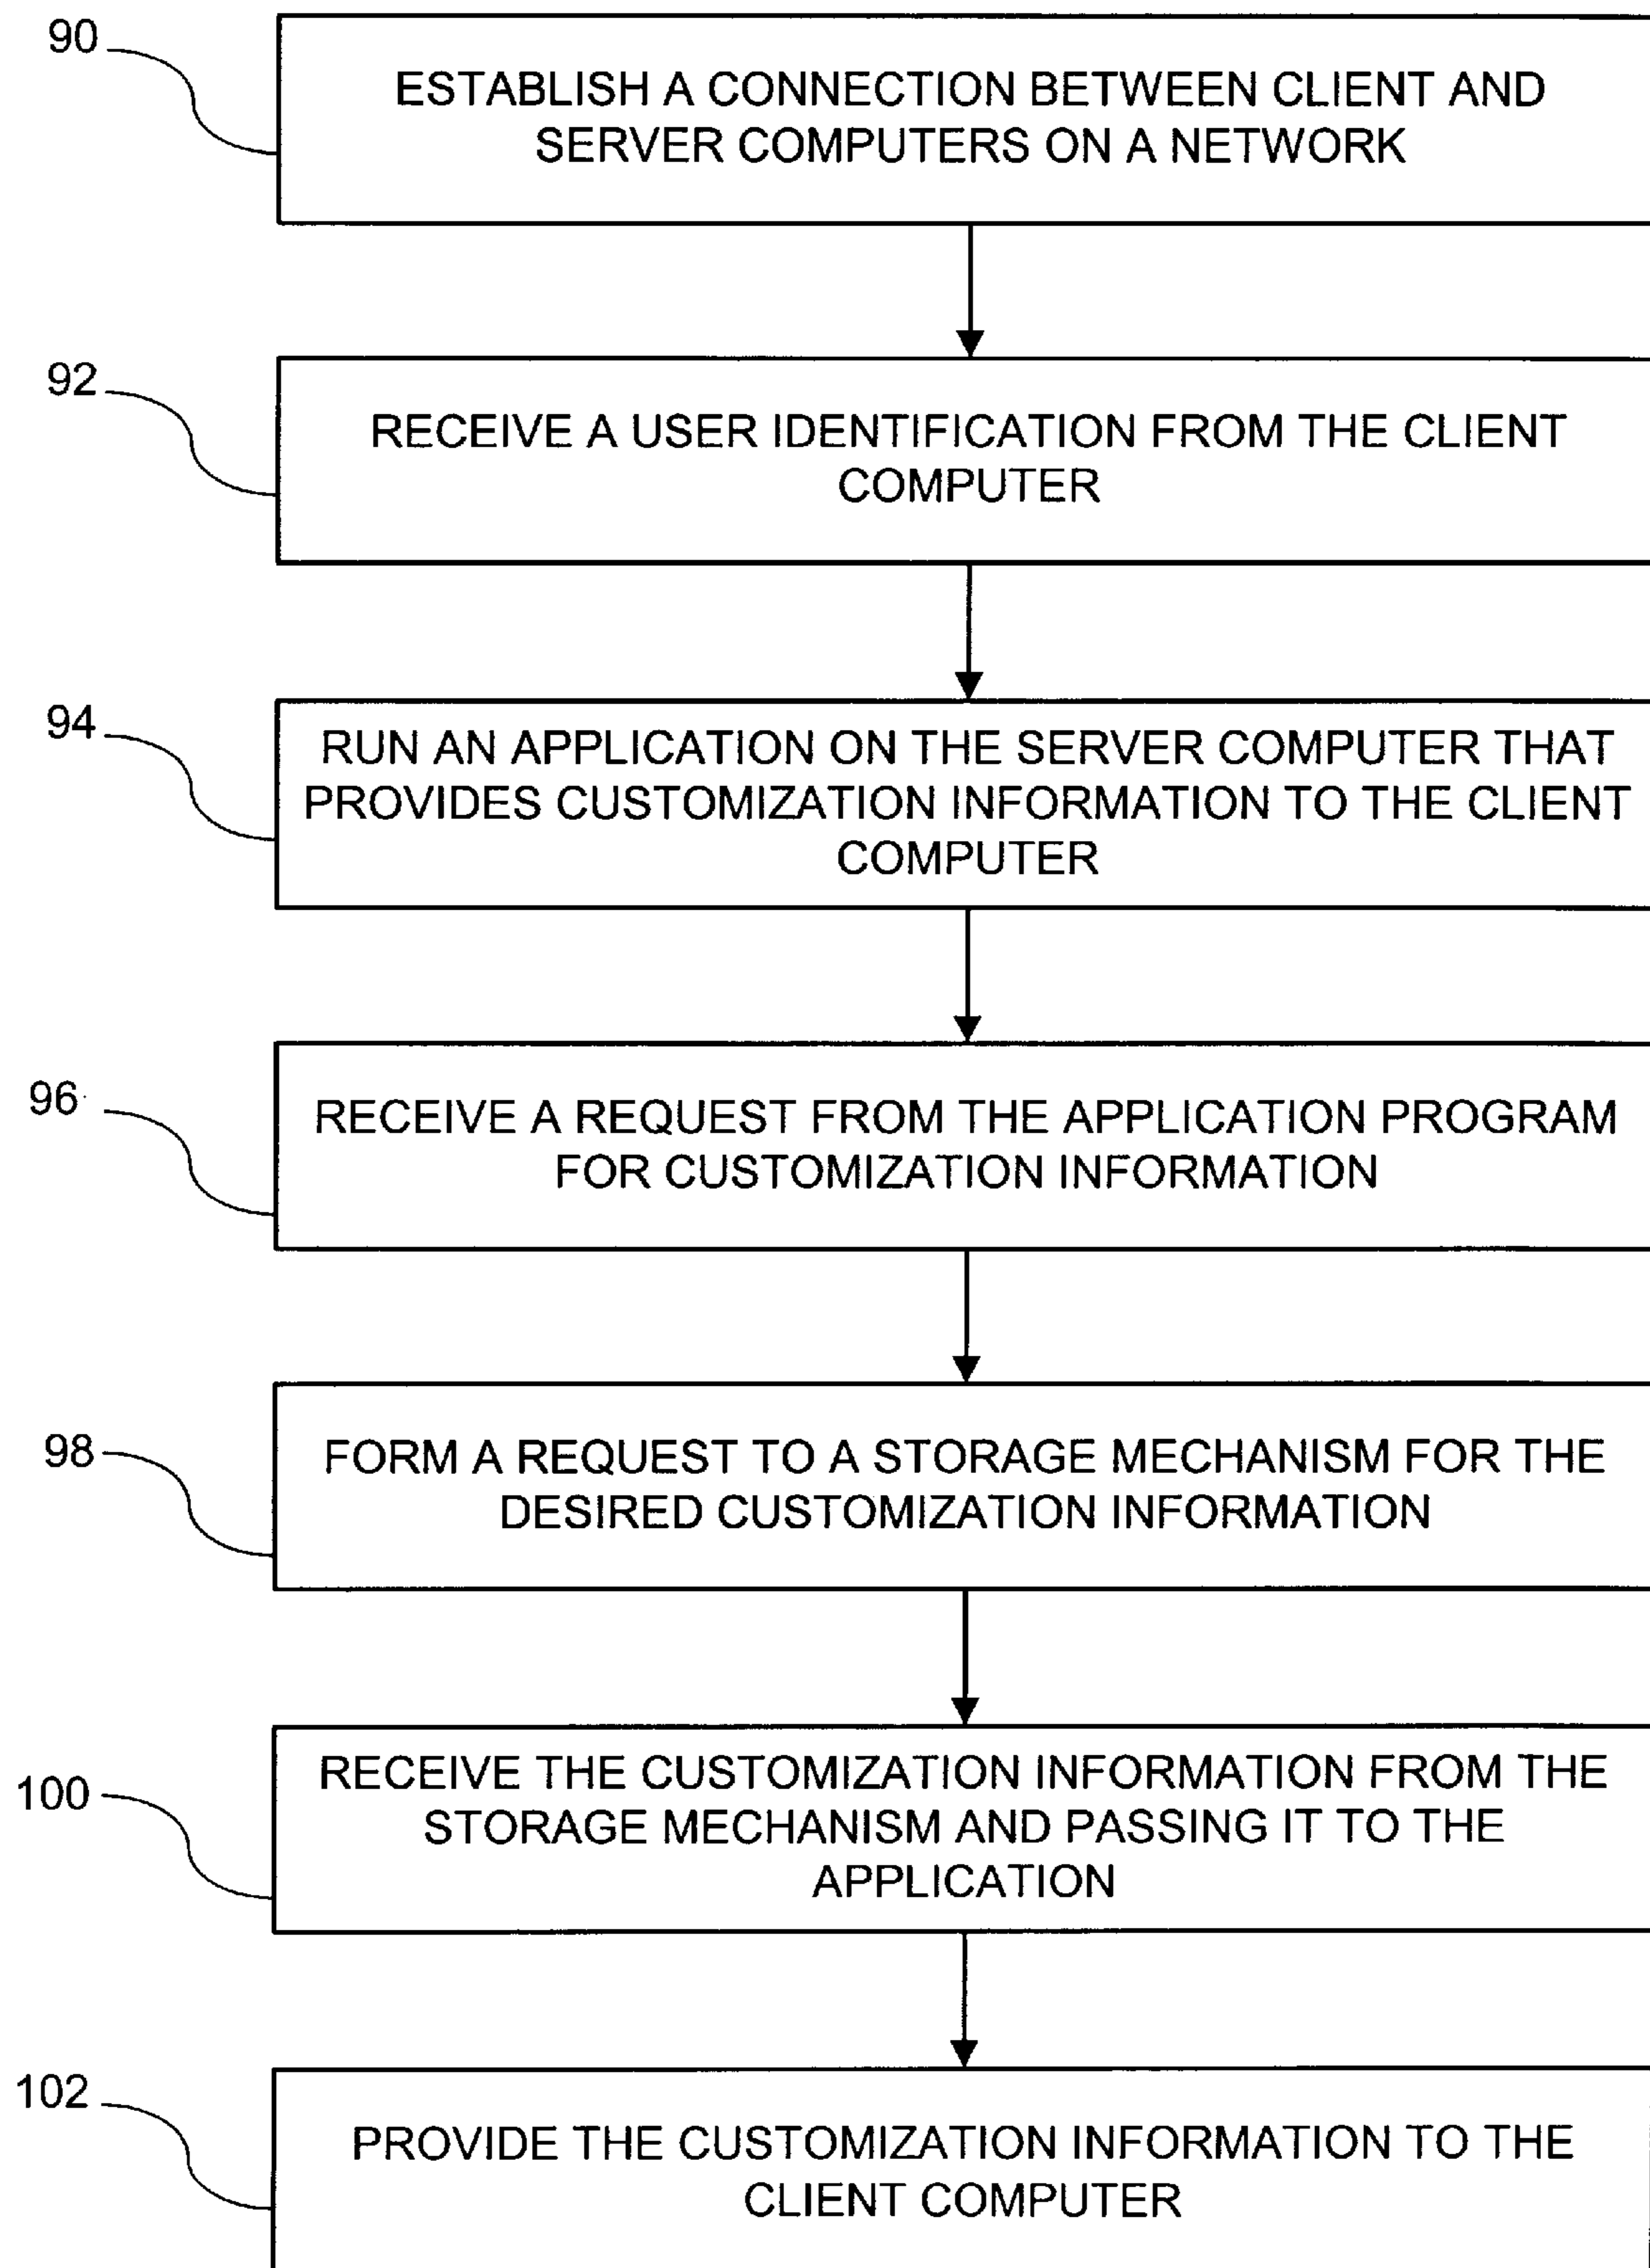 90
ESTABLISH A CONNECTION BETWEEN CLIENT AND
SERVER COMPUTERS ON A NETWORK
92
RECEIVE A USER IDENTIFICATION FROM THE CLIENT
COMPUTER
94
RUN AN APPLICATION ON THE SERVER COMPUTER THAT
PROVIDES CUSTOMIZATION INFORMATION TO THE CLIENT
COMPUTER
96
RECEIVE A REQUEST FROM THE APPLICATION PROGRAM
FOR CUSTOMIZATION INFORMATION
98
FORM A REQUEST TO A STORAGE MECHANISM FOR THE
DESIRED CUSTOMIZATION INFORMATION
100
RECEIVE THE CUSTOMIZATION INFORMATION FROM THE
STORAGE MECHANISM AND PASSING IT TO THE
APPLICATION
102
PROVIDE THE CUSTOMIZATION INFORMATION TO THE
CLIENT COMPUTER